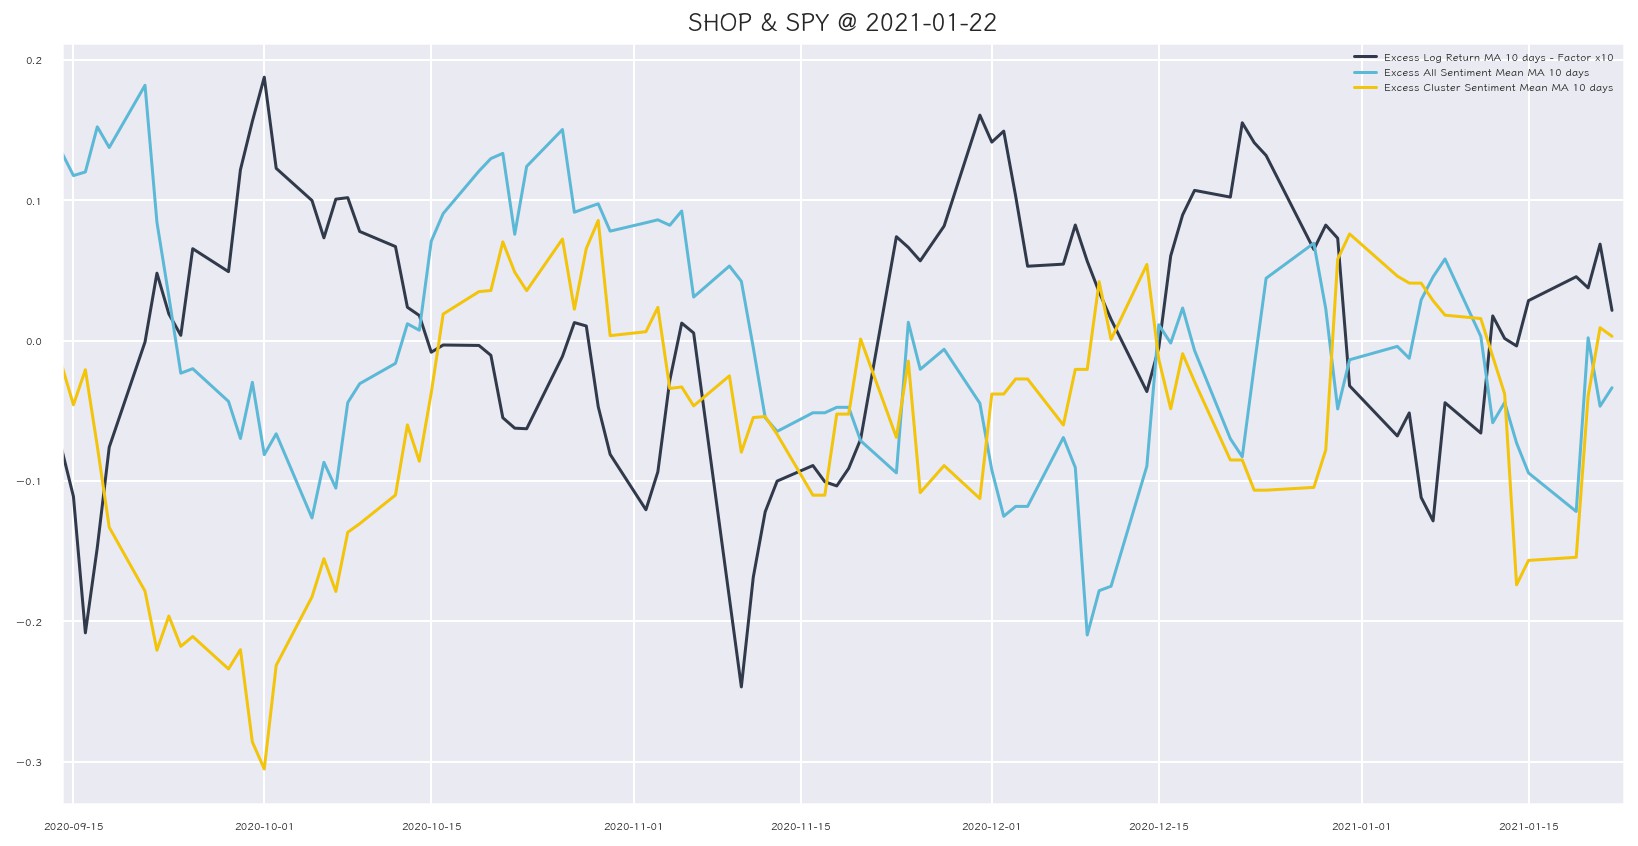 SHOP & SPY @ 2021-01-22
Excess Log Return MA 10 days - Factor x10
Excess All Sentiment Mean MA 10 days
Excess Cluster Sentiment Mean MA 10 days
0.2
0.1
0.0
−0.1
−0.2
−0.3
2020-09-15 2020-10-01 2020-10-15 2020-11-01 2020-11-15 2020-12-01 2020-12-15 2021-01-01 2021-01-15